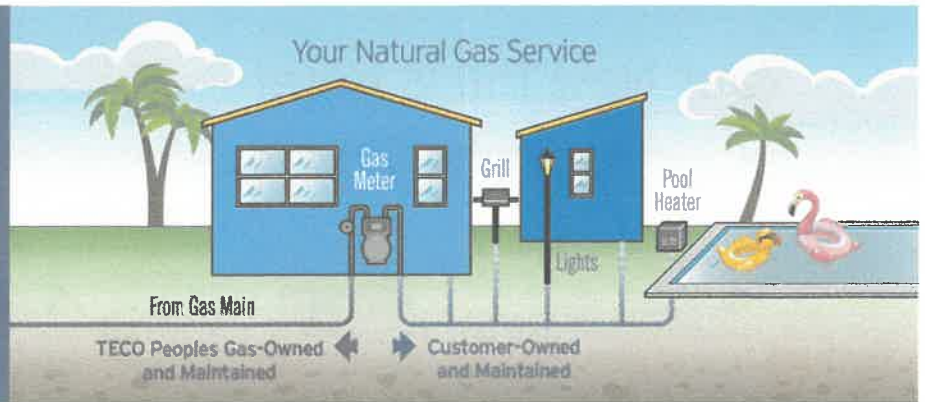 Your Natural Gas Service
Gas
Meter
Grill
Pool
Heater
Lights
From Gas Main
TECO Peoples Gas-Owned
and Maintained
Customer-Owned
and Maintained